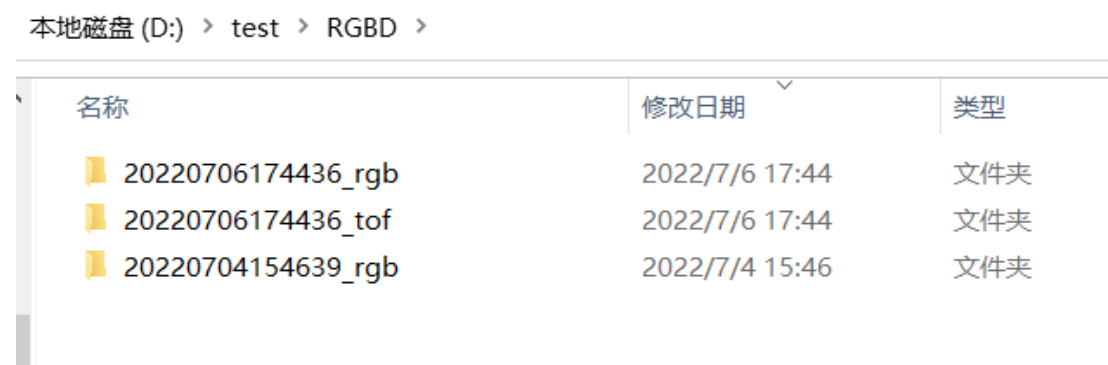 本地磁盘 (D:) > test > RGBD >
名称 修改日期 类型
20220706174436_rgb 2022/7/6 17:44 文件夹
20220706174436_tof 2022/7/6 17:44 文件夹
20220704154639_rgb 2022/7/4 15:46 文件夹